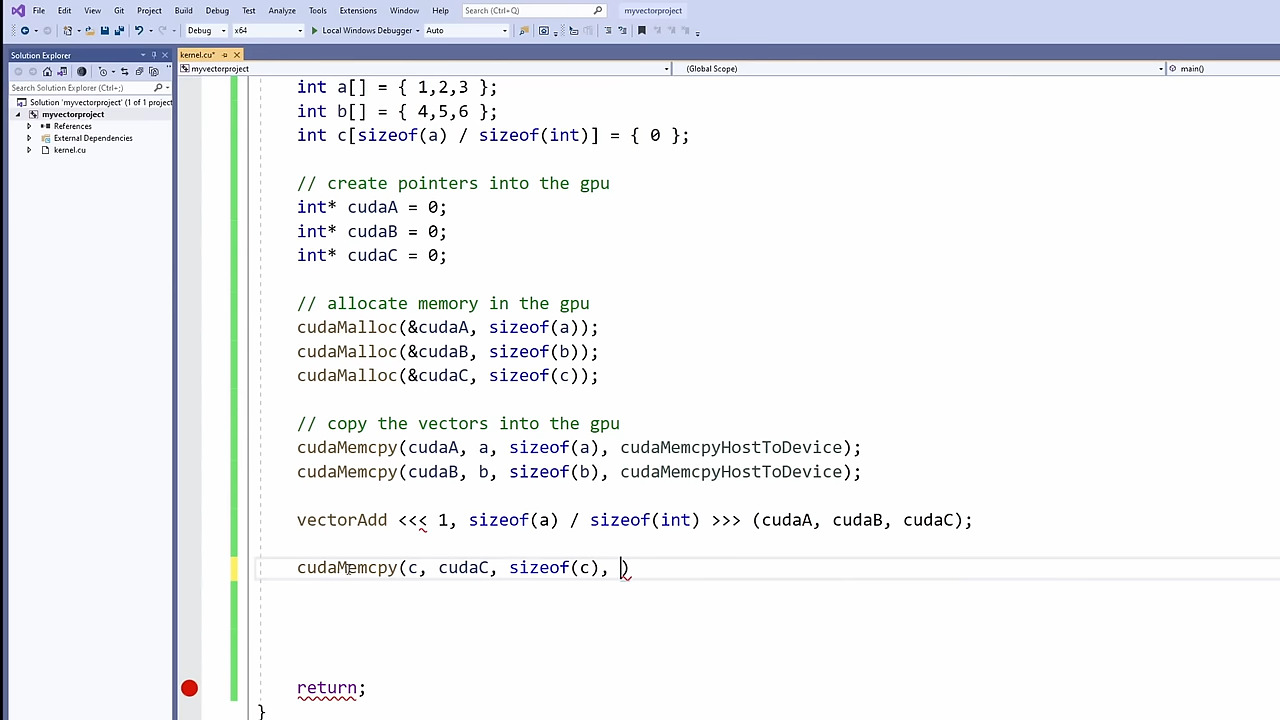 File Edit View Git Project Build Debug Test Analyze Tools Extensions Window Help Search (Ctrl+Q) myvectorproject
Debug x64 Local Windows Debugger Auto
Solution Explorer
kernel.cu*
myvectorproject (Global Scope) main()
Search Solution Explorer (Ctrl+;)
Solution 'myvectorproject' (1 of 1 project
myvectorproject
References
External Dependencies
kernel.cu
int a[] = { 1,2,3 };
int b[] = { 4,5,6 };
int c[sizeof(a) / sizeof(int)] = { 0 };
// create pointers into the gpu
int* cudaA = 0;
int* cudaB = 0;
int* cudaC = 0;
// allocate memory in the gpu
cudaMalloc(&cudaA, sizeof(a));
cudaMalloc(&cudaB, sizeof(b));
cudaMalloc(&cudaC, sizeof(c));
// copy the vectors into the gpu
cudaMemcpy(cudaA, a, sizeof(a), cudaMemcpyHostToDevice);
cudaMemcpy(cudaB, b, sizeof(b), cudaMemcpyHostToDevice);
vectorAdd <<< 1, sizeof(a) / sizeof(int) >>> (cudaA, cudaB, cudaC);
cudaMemcpy(c, cudaC, sizeof(c), )
return;
}